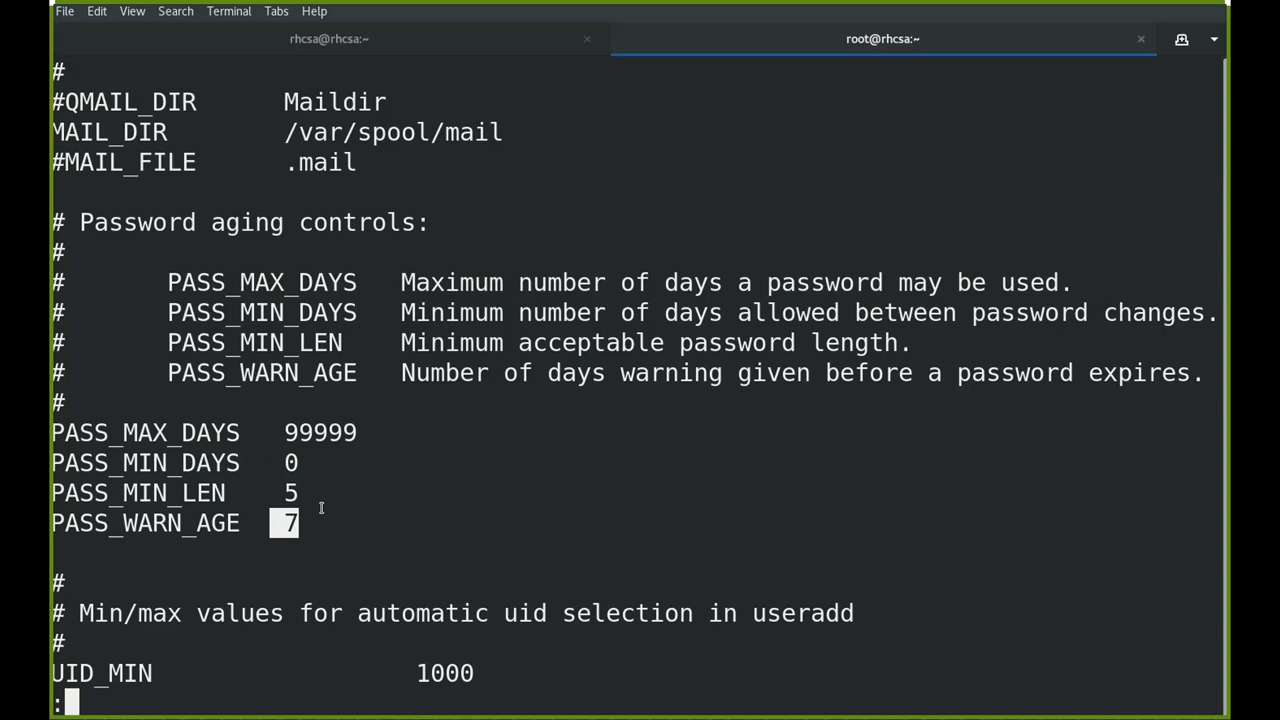 File Edit View Search Terminal Tabs Help
rhcsa@rhcsa:~ × root@rhcsa:~ ×
#
#QMAIL_DIR Maildir
MAIL_DIR /var/spool/mail
#MAIL_FILE .mail
# Password aging controls:
#
# PASS_MAX_DAYS Maximum number of days a password may be used.
# PASS_MIN_DAYS Minimum number of days allowed between password changes.
# PASS_MIN_LEN Minimum acceptable password length.
# PASS_WARN_AGE Number of days warning given before a password expires.
#
PASS_MAX_DAYS 99999
PASS_MIN_DAYS 0
PASS_MIN_LEN 5
PASS_WARN_AGE 7
#
# Min/max values for automatic uid selection in useradd
#
UID_MIN 1000
: